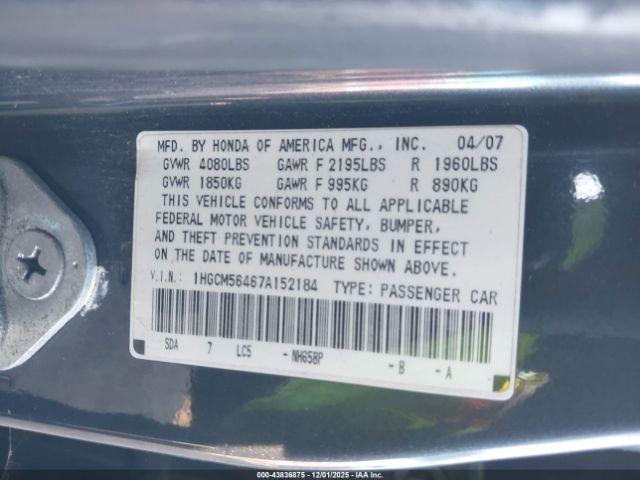 MFD. BY HONDA OF AMERICA MFG., INC. 04/07
GVWR 4080LBS GAWR F 2195LBS R 1960LBS
GVWR 1850KG GAWR F 995KG R 890KG
THIS VEHICLE CONFORMS TO ALL APPLICABLE
FEDERAL MOTOR VEHICLE SAFETY, BUMPER,
AND THEFT PREVENTION STANDARDS IN EFFECT
ON THE DATE OF MANUFACTURE SHOWN ABOVE.
V.I.N.: 1HGCM56467A152184 TYPE: PASSENGER CAR
SDA 7 LC5 -NH658P -B -A
000-43836875 - 12/01/2025 - IAA Inc.